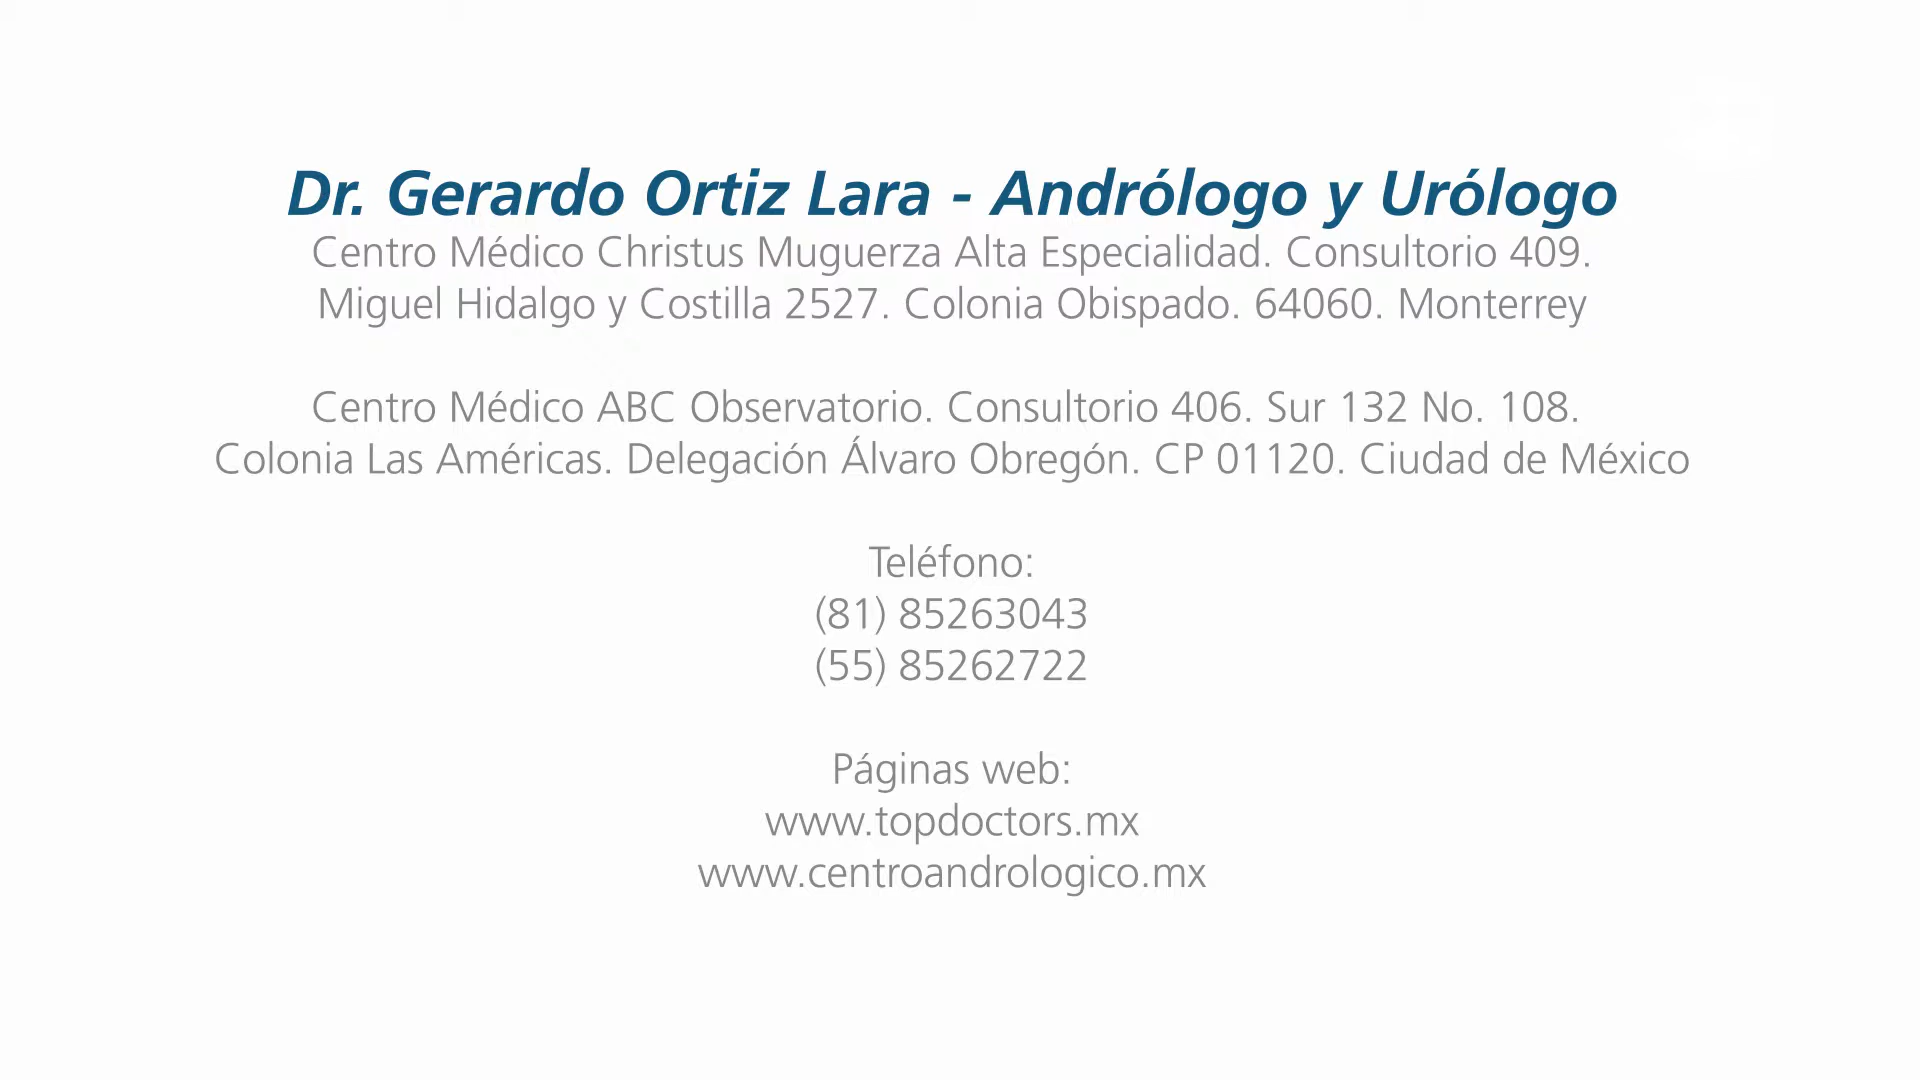 Dr. Gerardo Ortiz Lara - Andrólogo y Urólogo
Centro Médico Christus Muguerza Alta Especialidad. Consultorio 409.
Miguel Hidalgo y Costilla 2527. Colonia Obispado. 64060. Monterrey
Centro Médico ABC Observatorio. Consultorio 406. Sur 132 No. 108.
Colonia Las Américas. Delegación Álvaro Obregón. CP 01120. Ciudad de México
Teléfono:
(81) 85263043
(55) 85262722
Páginas web:
www.topdoctors.mx
www.centroandrologico.mx